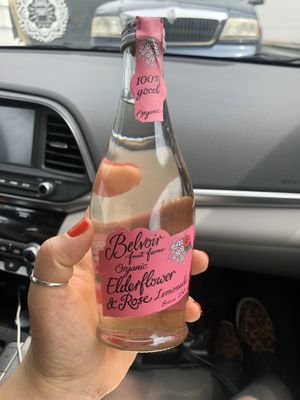 100%
good
Organic
Belvoir
fruit farms
Organic
Elderflower
& Rose Lemonade